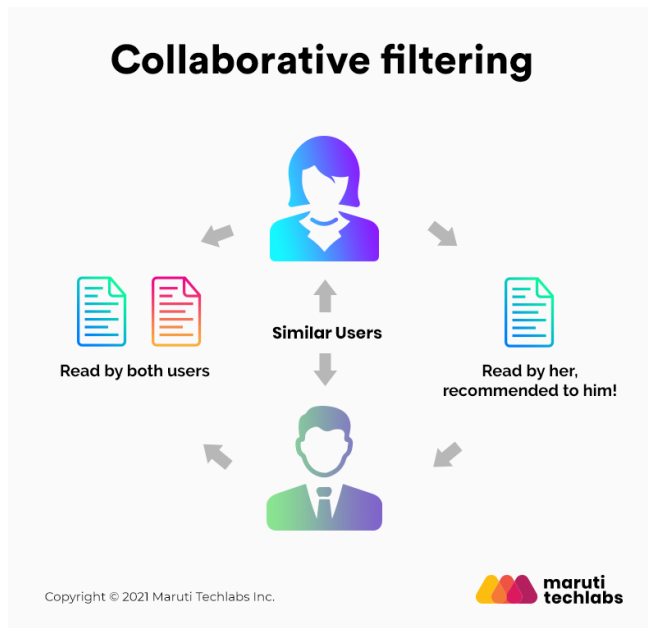 Collaborative filtering
Similar Users
Read by both users
Read by her,
recommended to him!
Copyright © 2021 Maruti Techlabs Inc.
maruti
techlabs